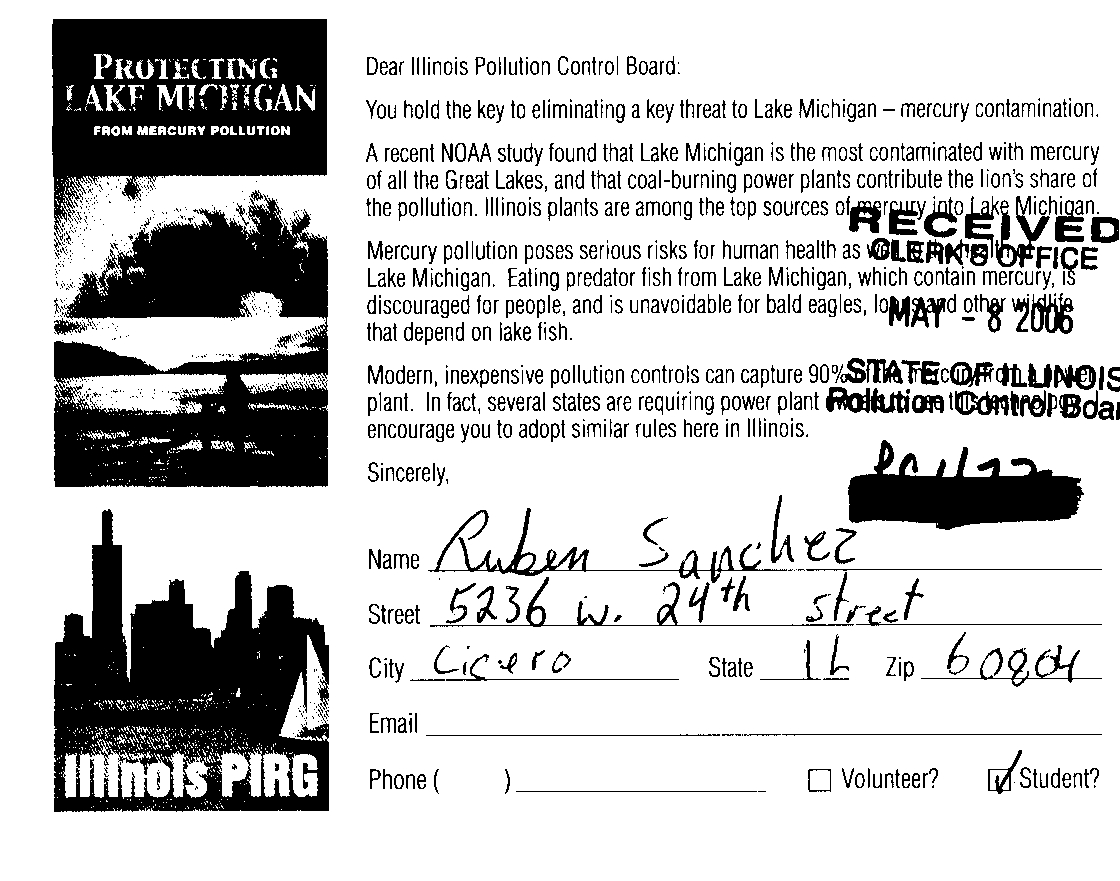 PROTECTING
LAKE MICHIGAN
FROM MERCURY POLLUTION
Illinois PIRG
Dear Illinois Pollution Control Board:
You hold the key to eliminating a key threat to Lake Michigan – mercury contamination.
A recent NOAA study found that Lake Michigan is the most contaminated with mercury
of all the Great Lakes, and that coal-burning power plants contribute the lion's share of
the pollution. Illinois plants are among the top sources of mercury into Lake Michigan.
Mercury pollution poses serious risks for human health as
Lake Michigan. Eating predator fish from Lake Michigan, which contain mercury, is
discouraged for people, and is unavoidable for bald eagles, loons and other wildlife
that depend on lake fish.
Modern, inexpensive pollution controls can capture 90%
plant. In fact, several states are requiring power plant
encourage you to adopt similar rules here in Illinois.
RECEIVED
CLERK'S OFFICE
MAY - 8 2006
STATE OF ILLINOIS
Pollution Control Boar
Sincerely,
Name Ruben Sanchez
Street 5236 w. 24th street
City Cicero State IL Zip 60804
Email
Phone ( ) Volunteer? Student?